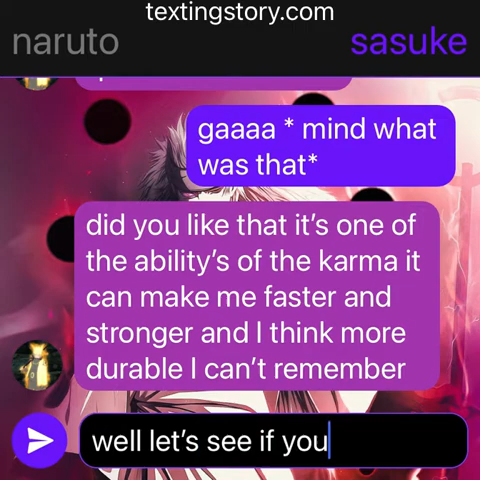 textingstory.com
naruto
sasuke
gaaaa * mind what
was that*
did you like that it's one of
the ability's of the karma it
can make me faster and
stronger and I think more
durable I can't remember
well let's see if you